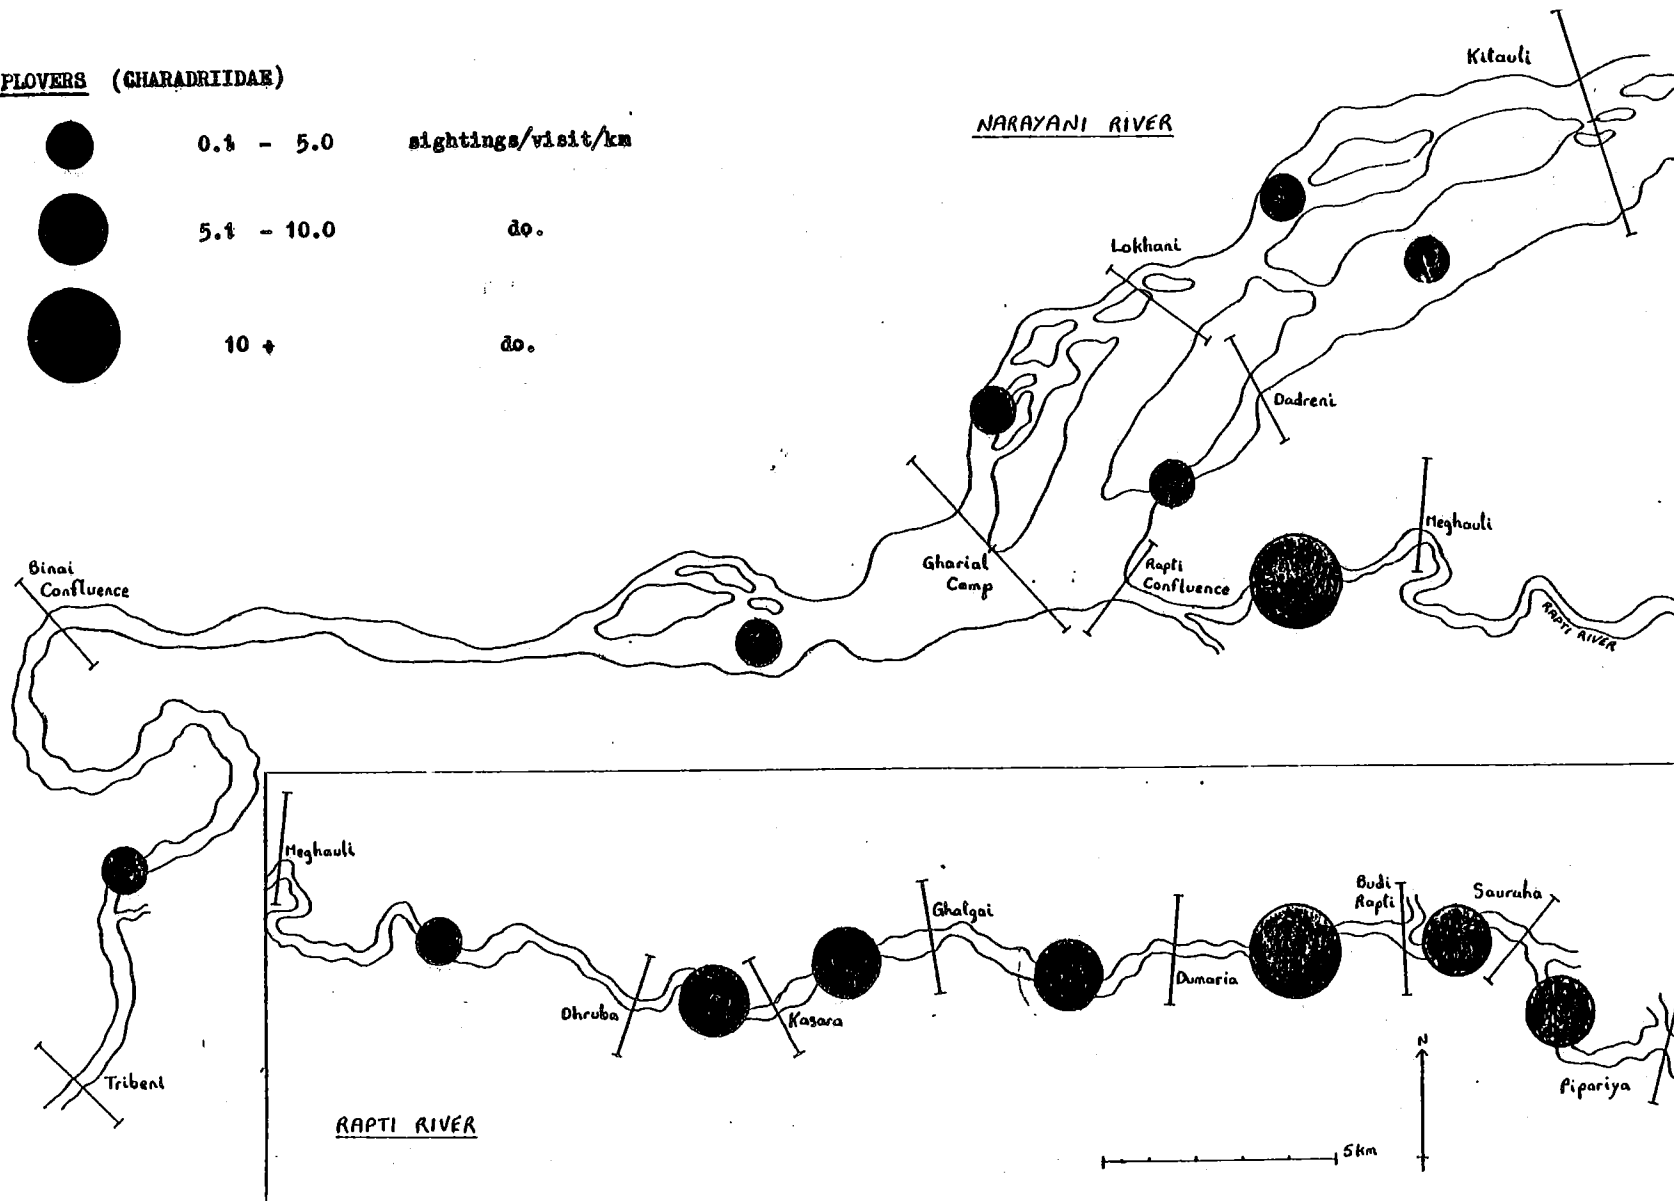 PLOVERS (CHARADRIIDAE)
0.1 - 5.0 sightings/visit/km
5.1 - 10.0 do.
10 + do.
NARAYANI RIVER
Kitauli
Lokhani
Dadreni
Meghauli
Gharial
Camp
Rapti
Confluence
RAPTI RIVER
Binai
Confluence
Tribeni
Meghauli
Dhruba
Kasara
Ghatgai
Dumaria
Budi
Rapti
Sauraha
Pipariya
RAPTI RIVER
N
5km